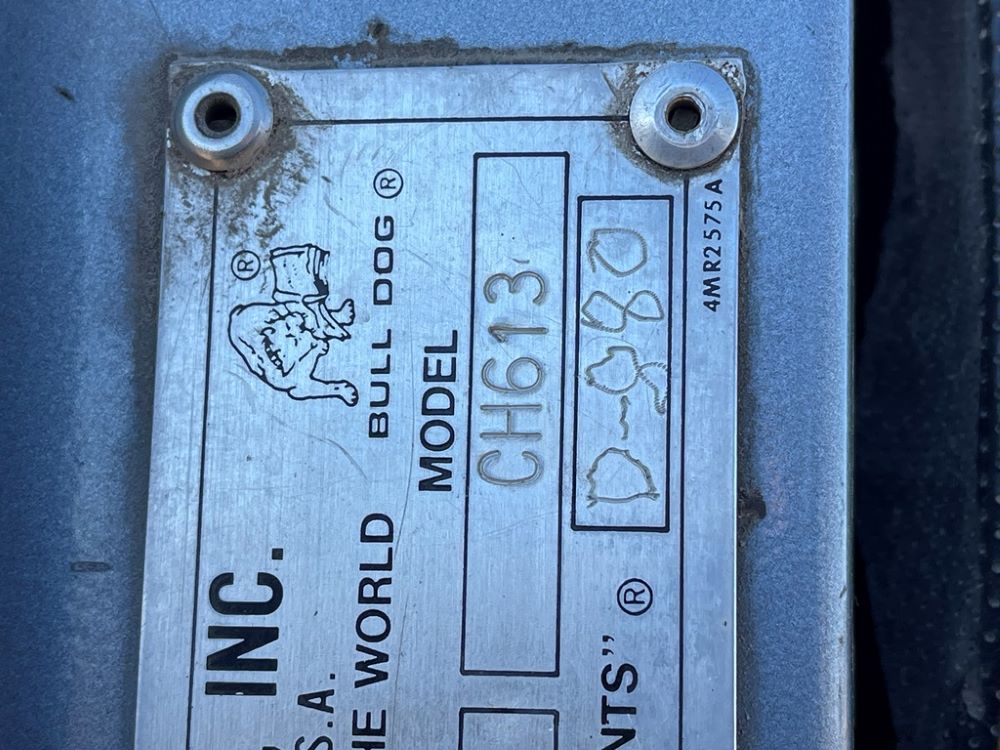 INC.
®
S.A.
HE WORLD
BULL DOG ®
MODEL
CH613
D-980
NTS" ®
4MR2575A